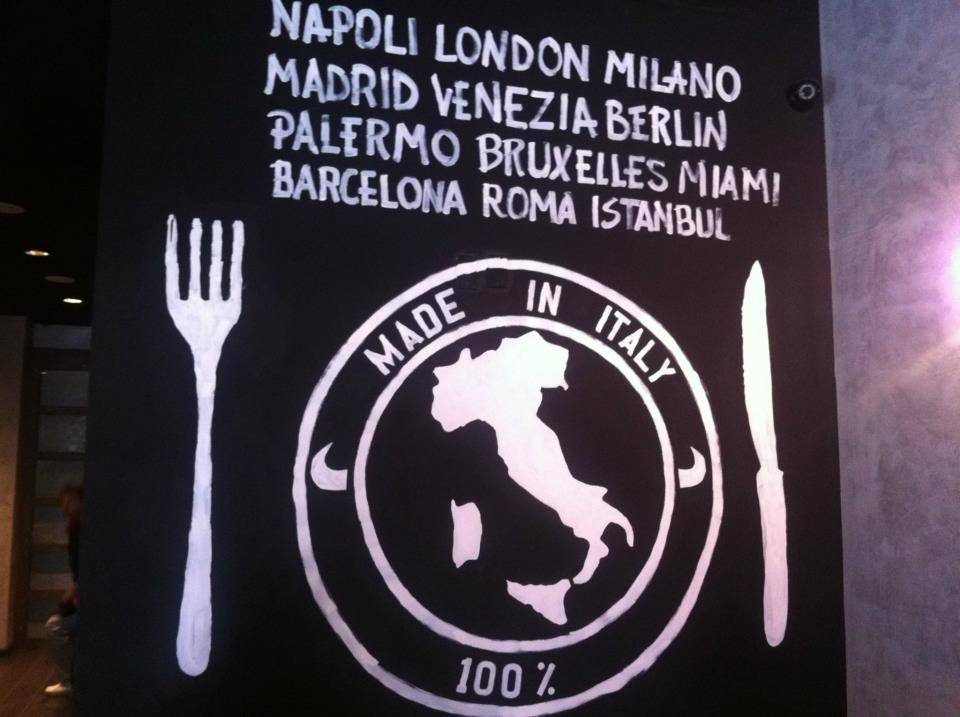 NAPOLI LONDON MILANO
MADRID VENEZIA BERLIN
PALERMO BRUXELLES MIAMI
BARCELONA ROMA ISTANBUL
MADE IN ITALY
100%